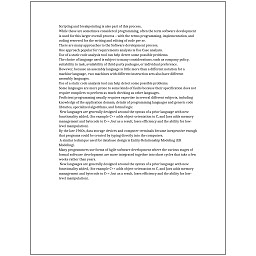 Scripting and breakpointing is also part of this process.
While these are sometimes considered programming, often the term software development
is used for this larger overall process – with the terms programming, implementation, and
coding reserved for the writing and editing of code per se.
There are many approaches to the Software development process.
One approach popular for requirements analysis is Use Case analysis.
Use of a static code analysis tool can help detect some possible problems.
The choice of language used is subject to many considerations, such as company policy,
suitability to task, availability of third-party packages, or individual preference.
However, because an assembly language is little more than a different notation for a
machine language, two machines with different instruction sets also have different
assembly languages.
Use of a static code analysis tool can help detect some possible problems.
Some languages are more prone to some kinds of faults because their specification does not
require compilers to perform as much checking as other languages.
Proficient programming usually requires expertise in several different subjects, including
knowledge of the application domain, details of programming languages and generic code
libraries, specialized algorithms, and formal logic.
New languages are generally designed around the syntax of a prior language with new
functionality added, (for example C++ adds object-orientation to C, and Java adds memory
management and bytecode to C++, but as a result, loses efficiency and the ability for low-
level manipulation).
By the late 1960s, data storage devices and computer terminals became inexpensive enough
that programs could be created by typing directly into the computers.
A similar technique used for database design is Entity-Relationship Modeling (ER
Modeling).
Many programmers use forms of Agile software development where the various stages of
formal software development are more integrated together into short cycles that take a few
weeks rather than years.
New languages are generally designed around the syntax of a prior language with new
functionality added, (for example C++ adds object-orientation to C, and Java adds memory
management and bytecode to C++, but as a result, loses efficiency and the ability for low-
level manipulation).